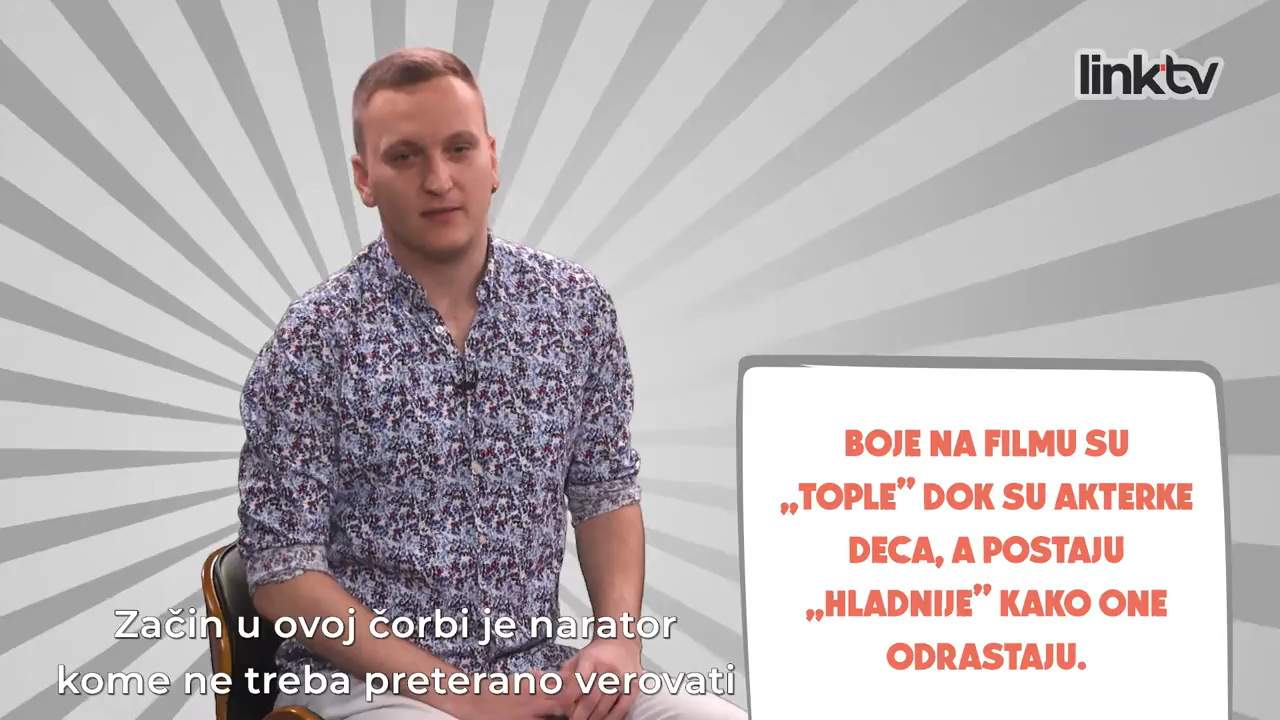 linktv
BOJE NA FILMU SU
„TOPLE” DOK SU AKTERKE
DECA, A POSTAJU
„HLADNIJE” KAKO ONE
ODRASTAJU.
Začin u ovoj čorbi je narator
kome ne treba preterano verovati